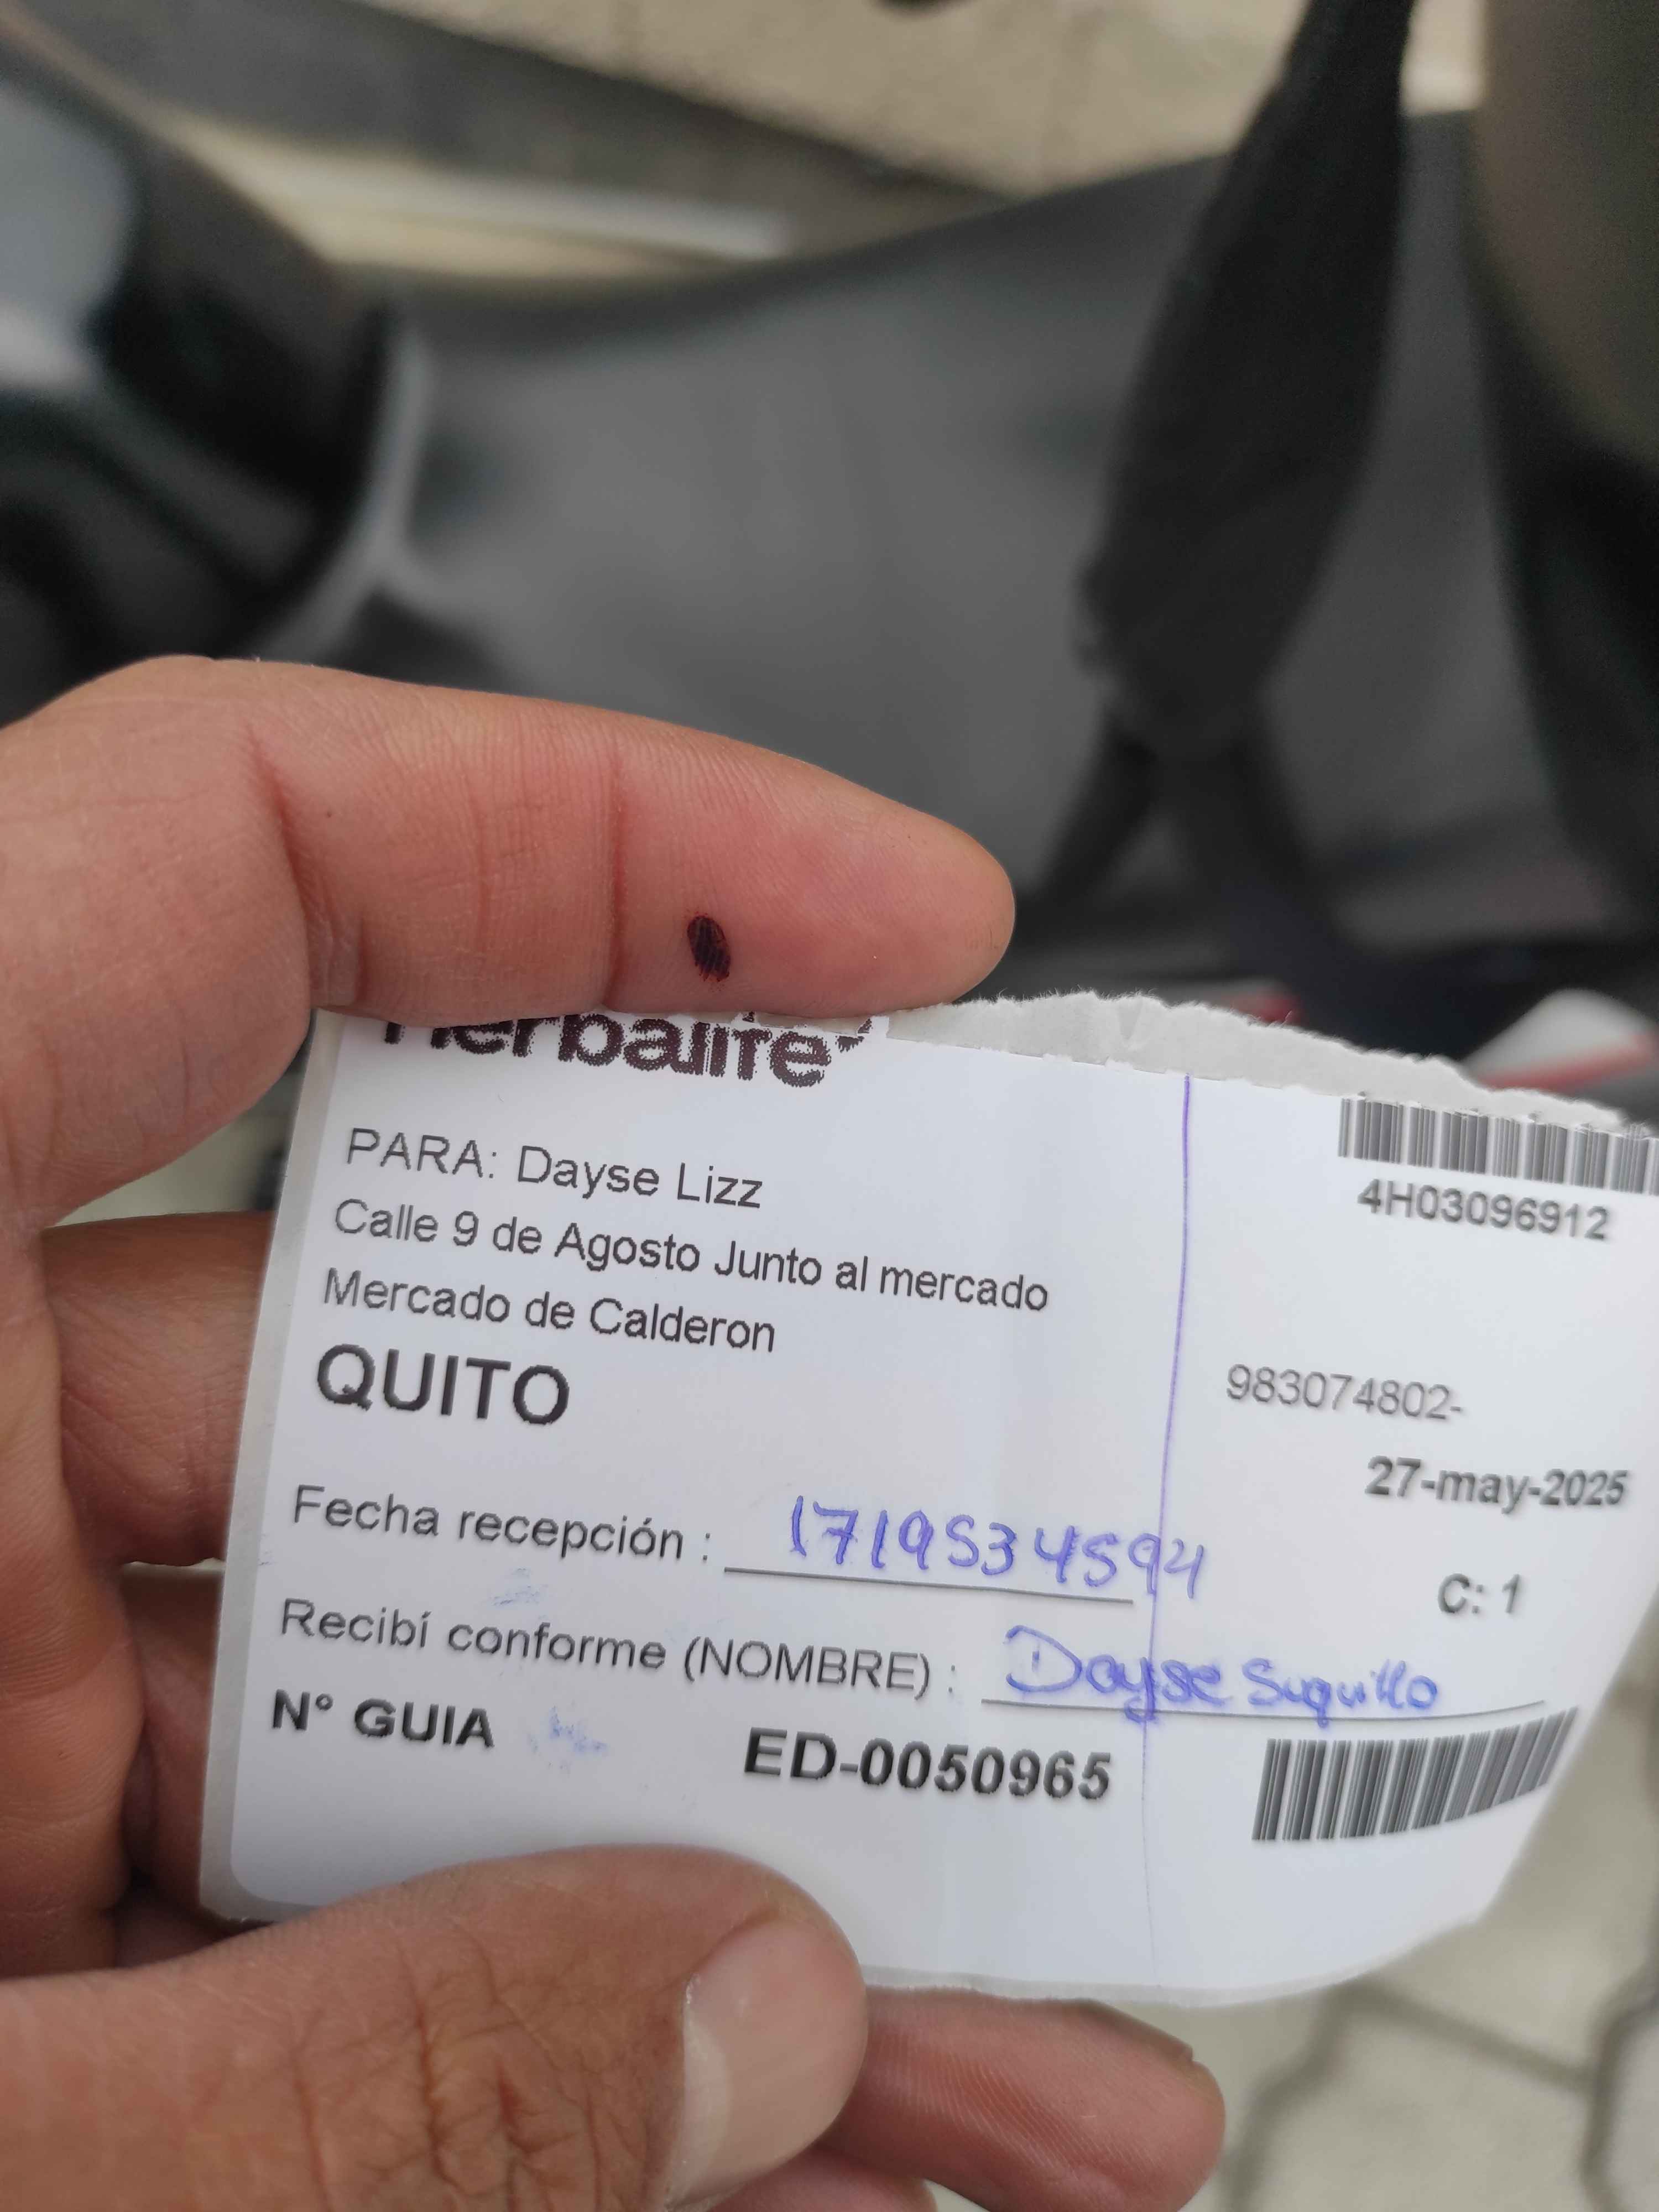 Herbalife
PARA: Dayse Lizz
Calle 9 de Agosto Junto al mercado
Mercado de Calderon
QUITO
4H03096912
983074802-
27-may-2025
Fecha recepción : 1719534594
C: 1
Recibí conforme (NOMBRE) : Dayse Suquillo
N° GUIA ED-0050965